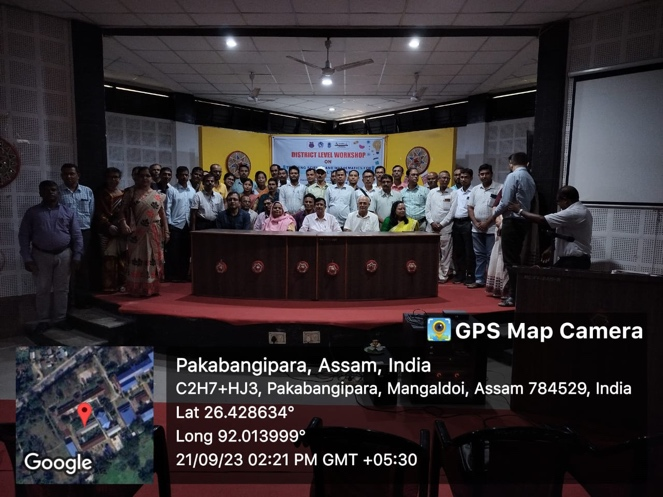 DISTRICT LEVEL WORKSHOP
ON
GPS Map Camera
Pakabangipara, Assam, India
C2H7+HJ3, Pakabangipara, Mangaldoi, Assam 784529, India
Lat 26.428634°
Long 92.013999°
21/09/23 02:21 PM GMT +05:30
Google